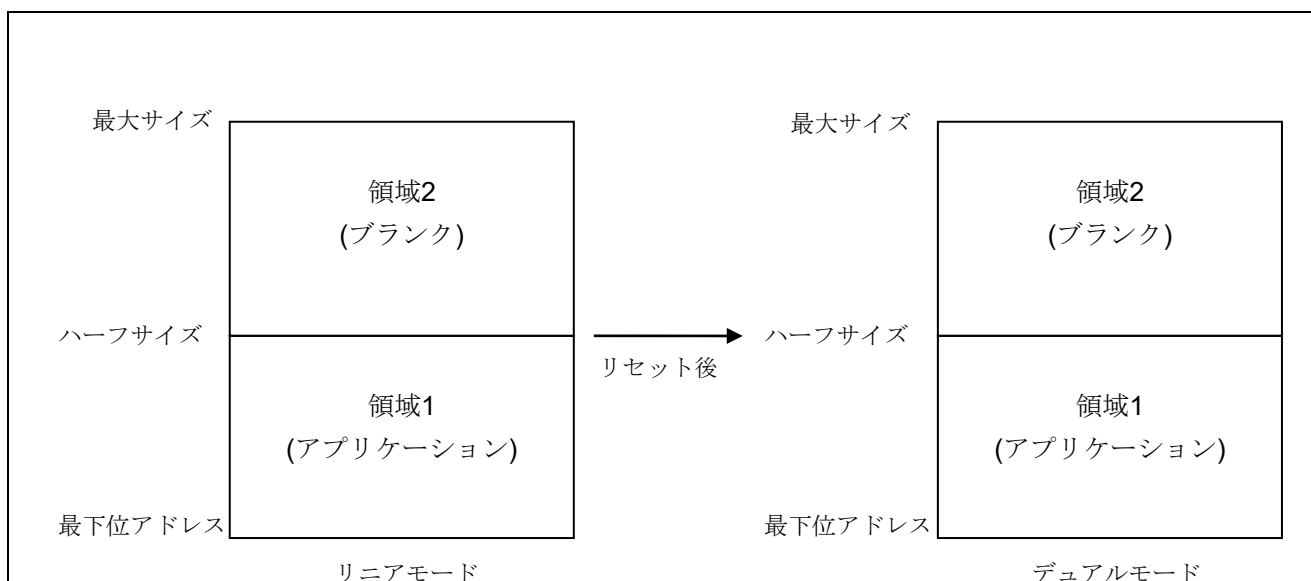 最大サイズ
領域2
(ブランク)
ハーフサイズ
領域1
(アプリケーション)
最下位アドレス
リニアモード
リセット後
最大サイズ
領域2
(ブランク)
ハーフサイズ
領域1
(アプリケーション)
最下位アドレス
デュアルモード